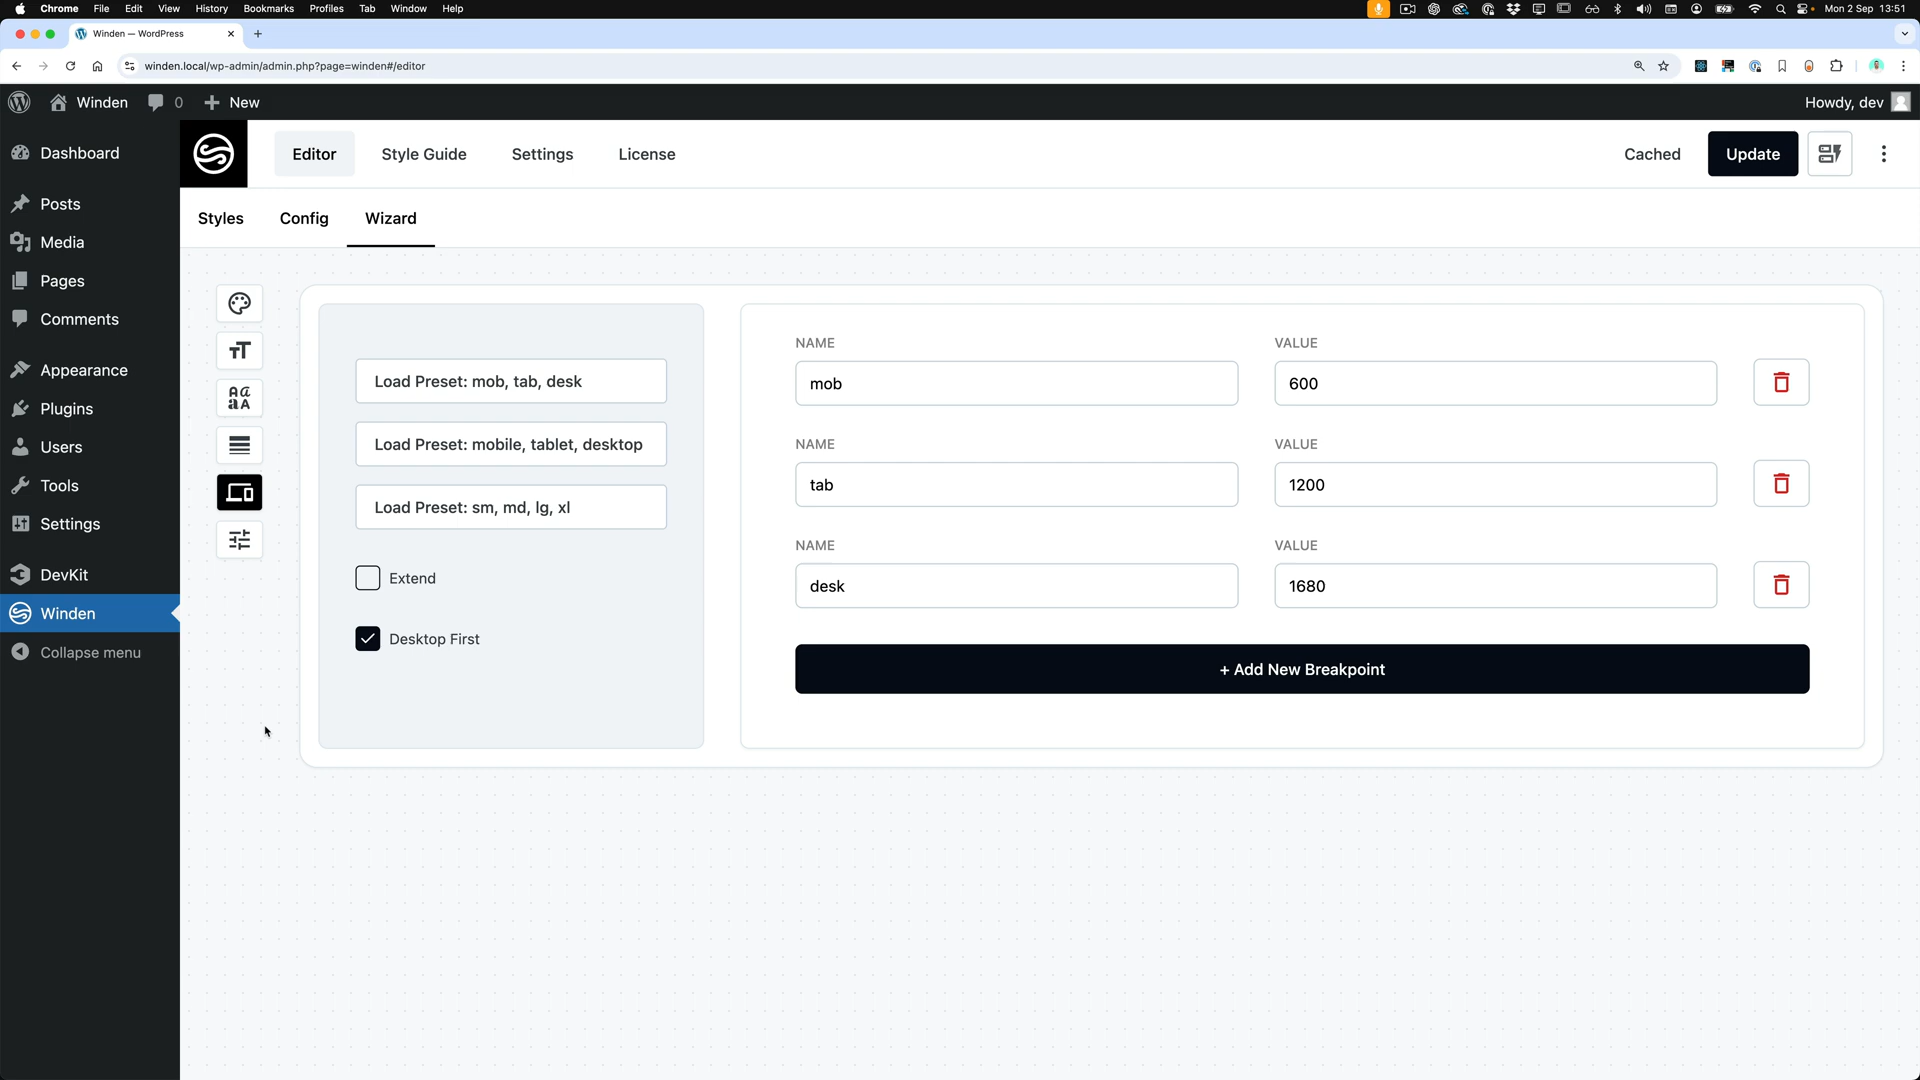 Chrome File Edit View History Bookmarks Profiles Tab Window Help Mon 2 Sep 13:51
Winden — WordPress
winden.local/wp-admin/admin.php?page=winden#/editor
Winden 0 New Howdy, dev
Dashboard
Posts
Media
Pages
Comments
Appearance
Plugins
Users
Tools
Settings
DevKit
Winden
Collapse menu
Editor Style Guide Settings License Cached Update
Styles Config Wizard
Load Preset: mob, tab, desk
Load Preset: mobile, tablet, desktop
Load Preset: sm, md, lg, xl
Extend
Desktop First
NAME VALUE
mob 600
NAME VALUE
tab 1200
NAME VALUE
desk 1680
+ Add New Breakpoint